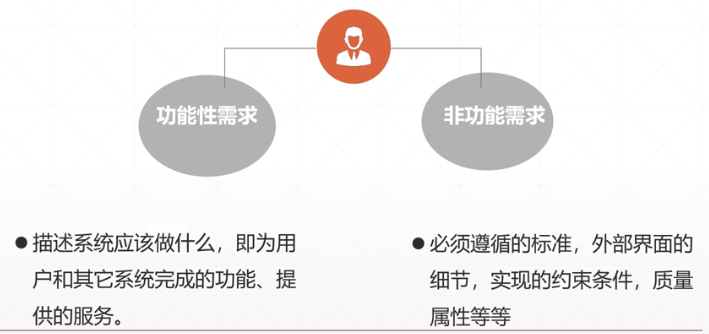 功能性需求
非功能需求
●描述系统应该做什么，即为用
户和其它系统完成的功能、提
供的服务。
●必须遵循的标准，外部界面的
细节，实现的约束条件，质量
属性等等